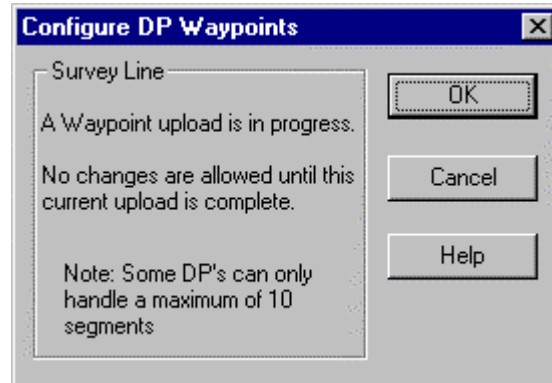 Configure DP Waypoints
Survey Line
A Waypoint upload is in progress.
No changes are allowed until this
current upload is complete.
Note: Some DP's can only
handle a maximum of 10
segments
OK
Cancel
Help